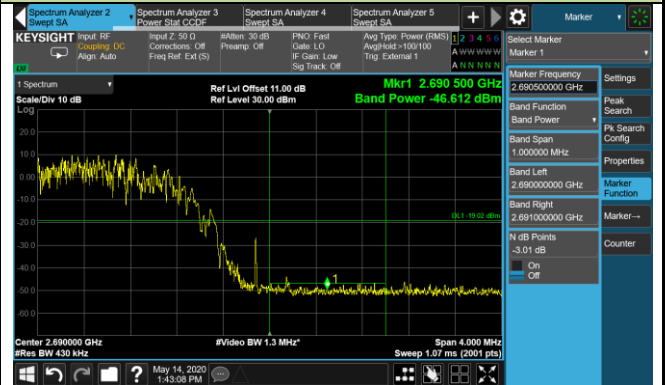 Spectrum Analyzer 2
Swept SA
Spectrum Analyzer 3
Power Stat CCDF
Spectrum Analyzer 4
Swept SA
Spectrum Analyzer 5
Swept SA
Marker
KEYSIGHT
Input: RF
Coupling: DC
Align: Auto
Input Z: 50 Ω
Corrections: Off
Freq Ref: Ext (S)
#Atten: 30 dB
Preamp: Off
PNO: Fast
Gate: LO
IF Gain: Low
Sig Track: Off
Avg Type: Power (RMS)
Avg|Hold:>100/100
Trig: External 1
1 2 3 4 5 6
A W W W W W
A N N N N N
Select Marker
Marker 1
1 Spectrum
Scale/Div 10 dB
Ref Lvl Offset 11.00 dB
Ref Level 30.00 dBm
Mkr1 2.690 500 GHz
Band Power -46.612 dBm
Log
20.0
10.0
0.00
-10.0
-20.0
-30.0
-40.0
-50.0
-60.0
DL1 -19.02 dBm
1
Center 2.690000 GHz
#Res BW 430 kHz
#Video BW 1.3 MHz*
Span 4.000 MHz
Sweep 1.07 ms (2001 pts)
Marker Frequency
2.690500000 GHz
Band Function
Band Power
Band Span
1.000000 MHz
Band Left
2.690000000 GHz
Band Right
2.691000000 GHz
N dB Points
-3.01 dB
On
Off
Settings
Peak
Search
Pk Search
Config
Properties
Marker
Function
Marker→
Counter
May 14, 2020
1:43:08 PM